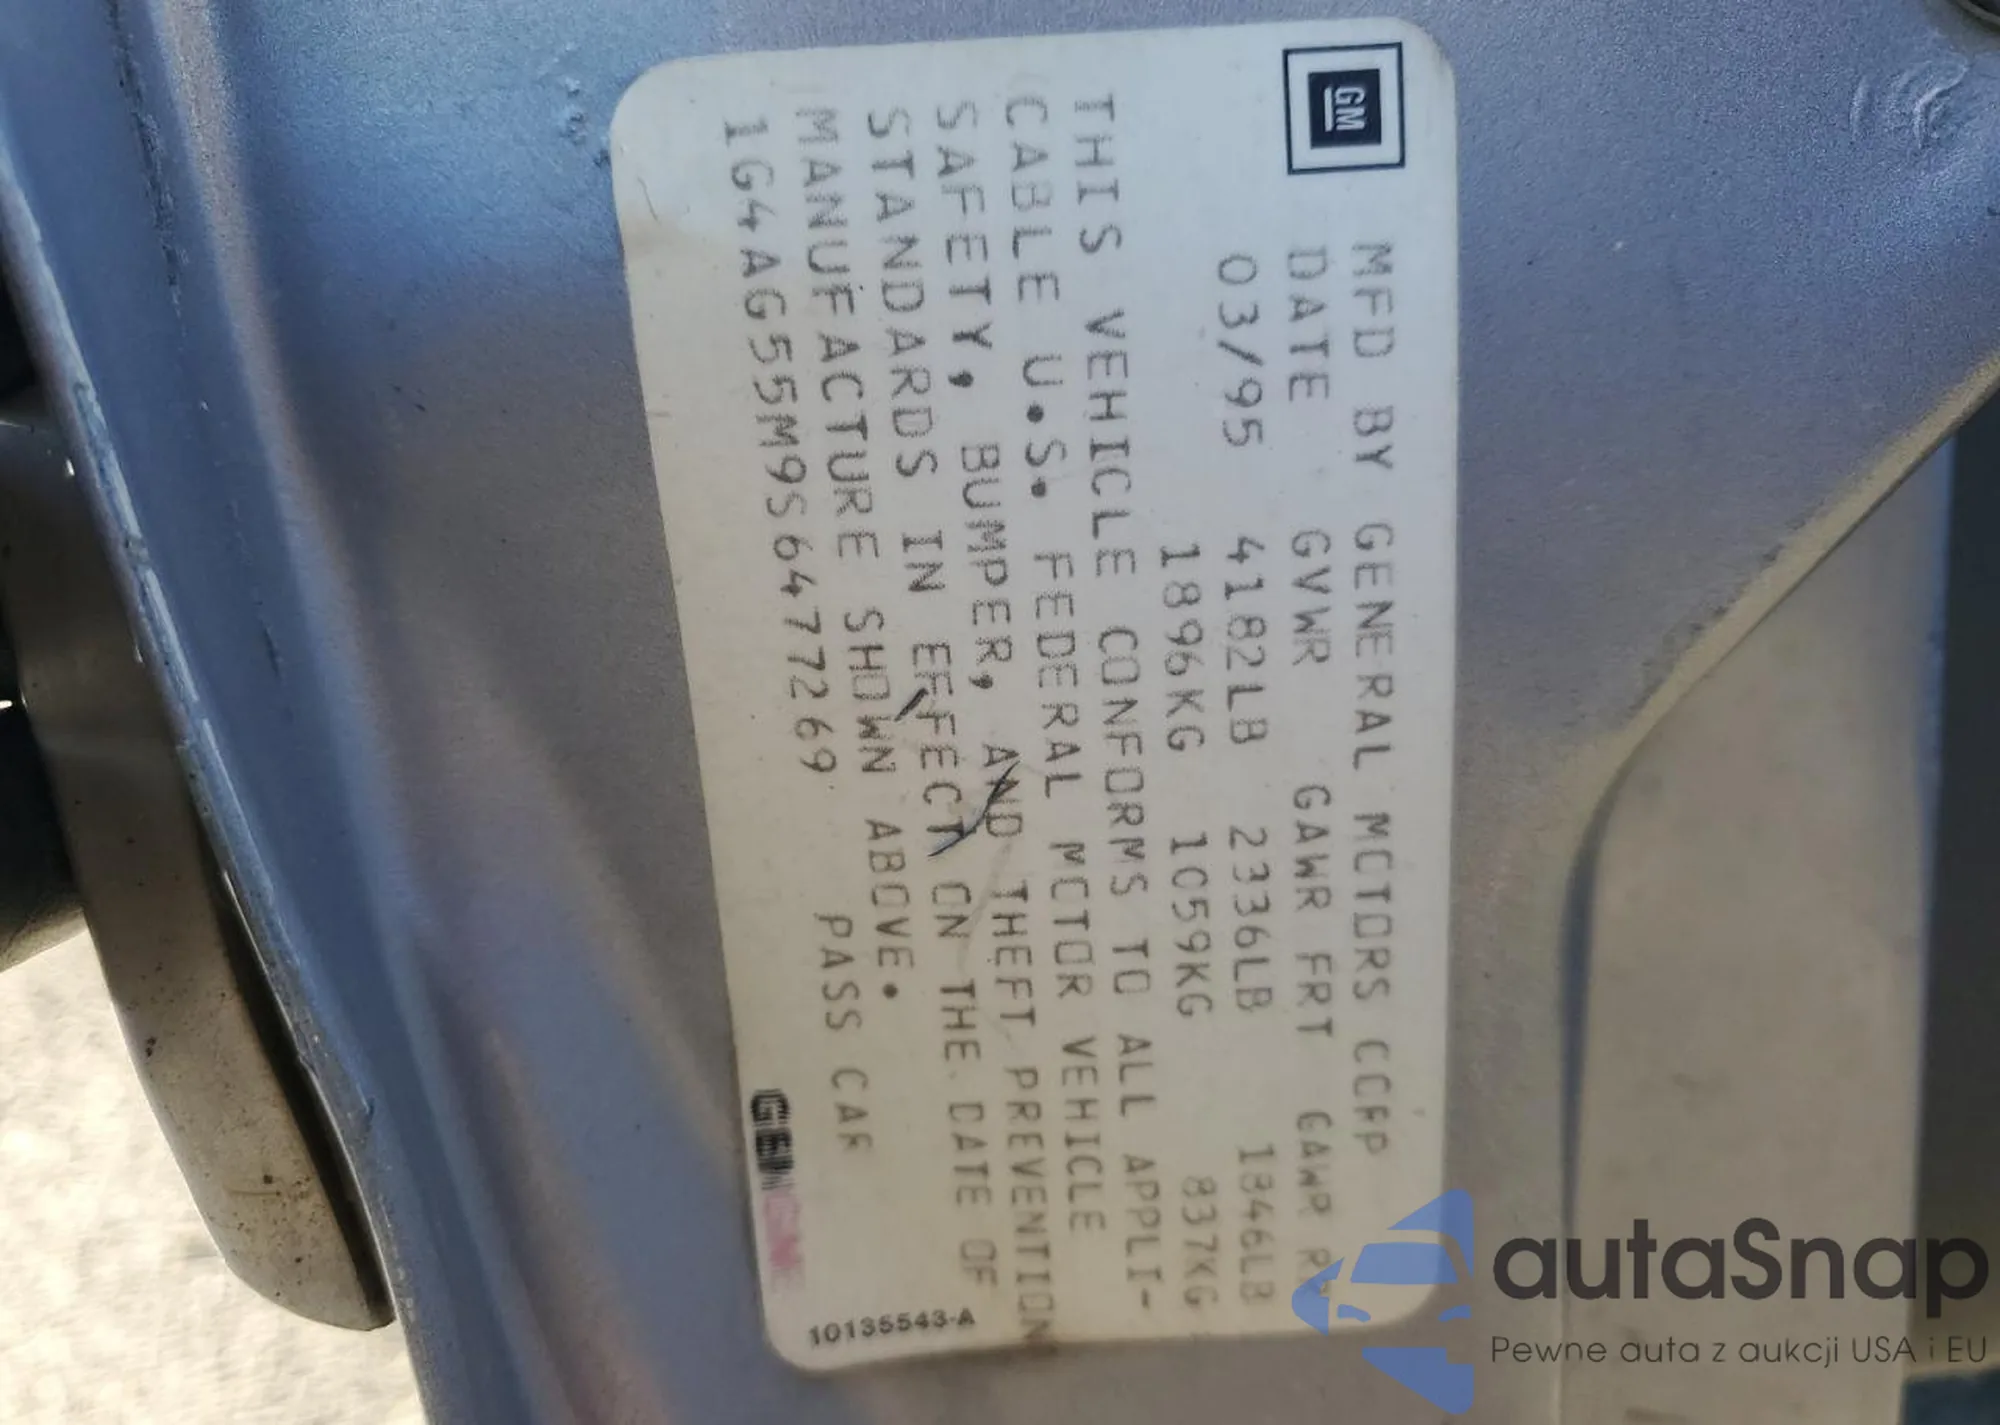 GM
MFD BY GENERAL MOTORS CORP
DATE GVWR GAWR FRT GAWR RR
03/95 4182LB 2336LB 1846LB
1896KG 1059KG 837KG
THIS VEHICLE CONFORMS TO ALL APPLI-
CABLE U.S. FEDERAL MOTOR VEHICLE
SAFETY, BUMPER, AND THEFT PREVENTION
STANDARDS IN EFFECT ON THE DATE OF
MANUFACTURE SHOWN ABOVE.
1G4AG55M9S6477269 PASS CAR
10135543-A
autaSnap
Pewne auta z aukcji USA i EU